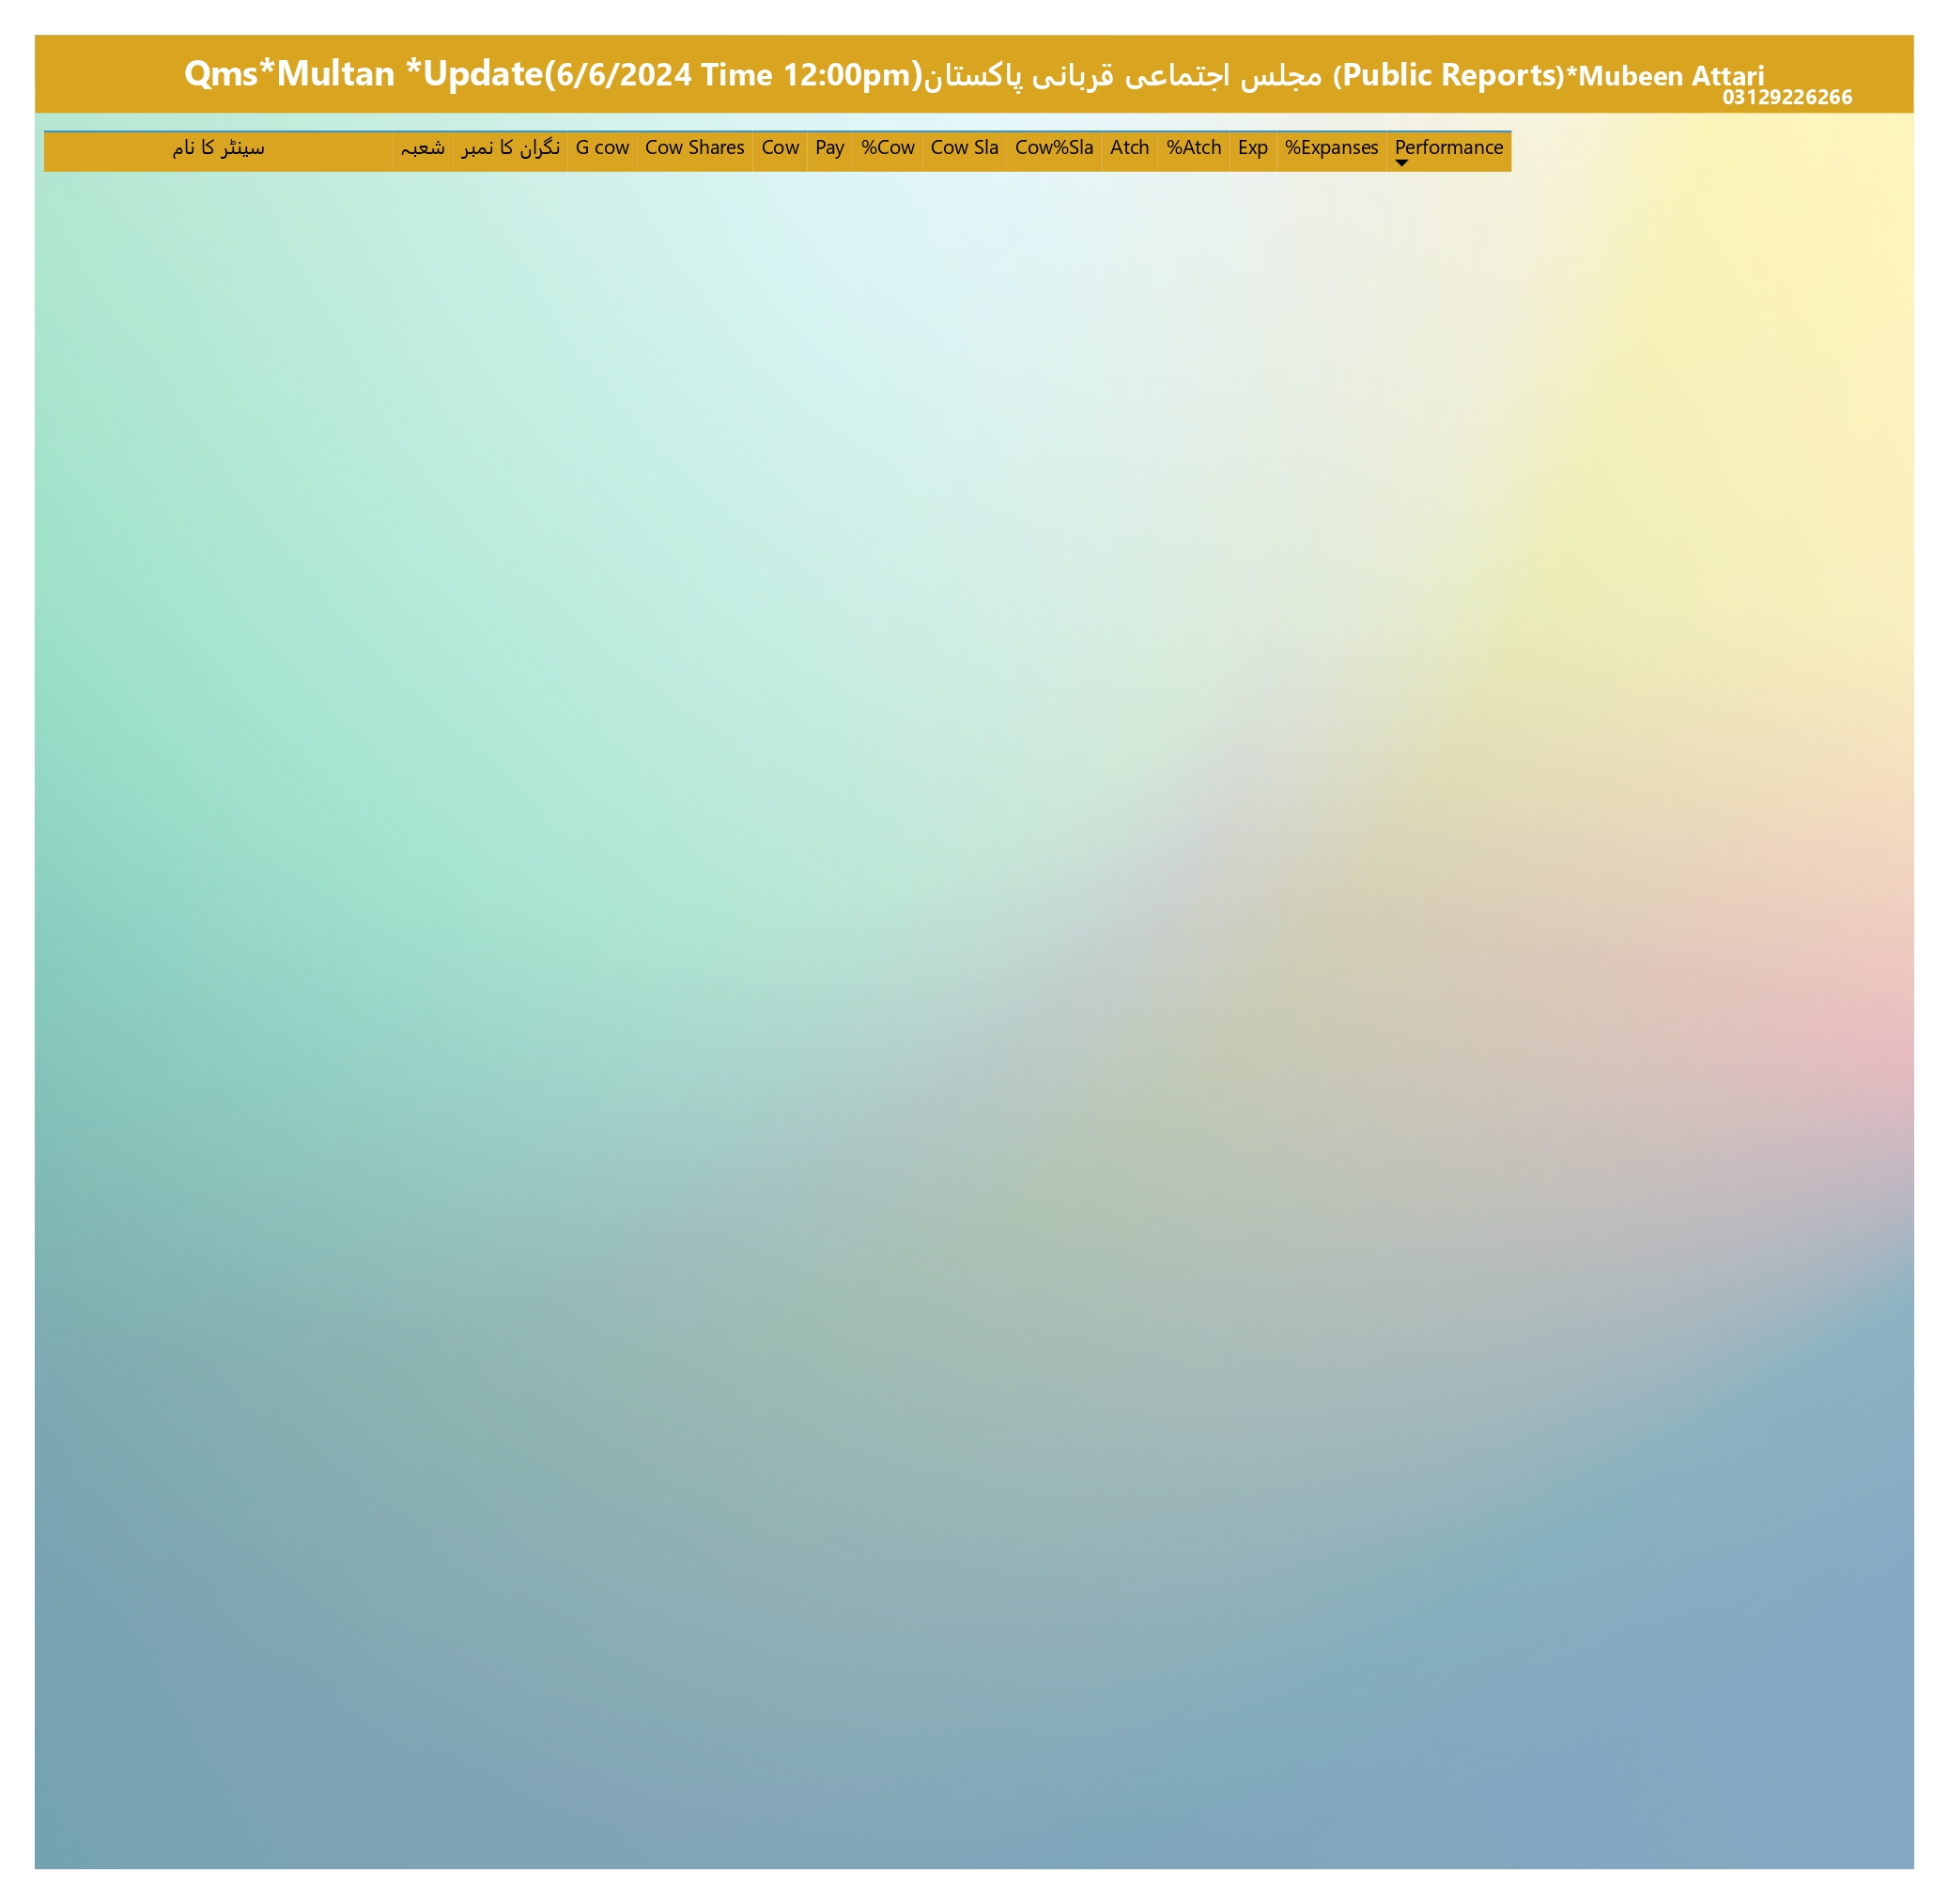 Qms*Multan *Update(6/6/2024 Time 12:00pm)مجلس اجتماعی قربانی پاکستان (Public Reports)*Mubeen Attari
03129226266
سینٹر کا نام شعبہ نگران کا نمبر G cow Cow Shares Cow Pay %Cow Cow Sla Cow%Sla Atch %Atch Exp %Expanses Performance